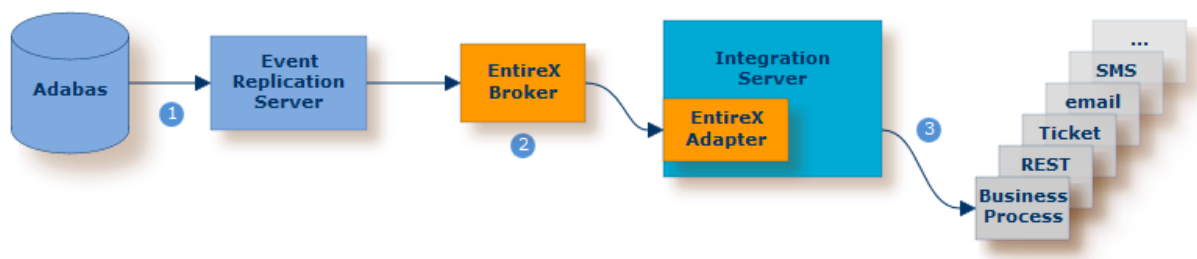 Adabas
1
Event
Replication
Server
EntireX
Broker
2
Integration
Server
EntireX
Adapter
3
...
SMS
email
Ticket
REST
Business
Process